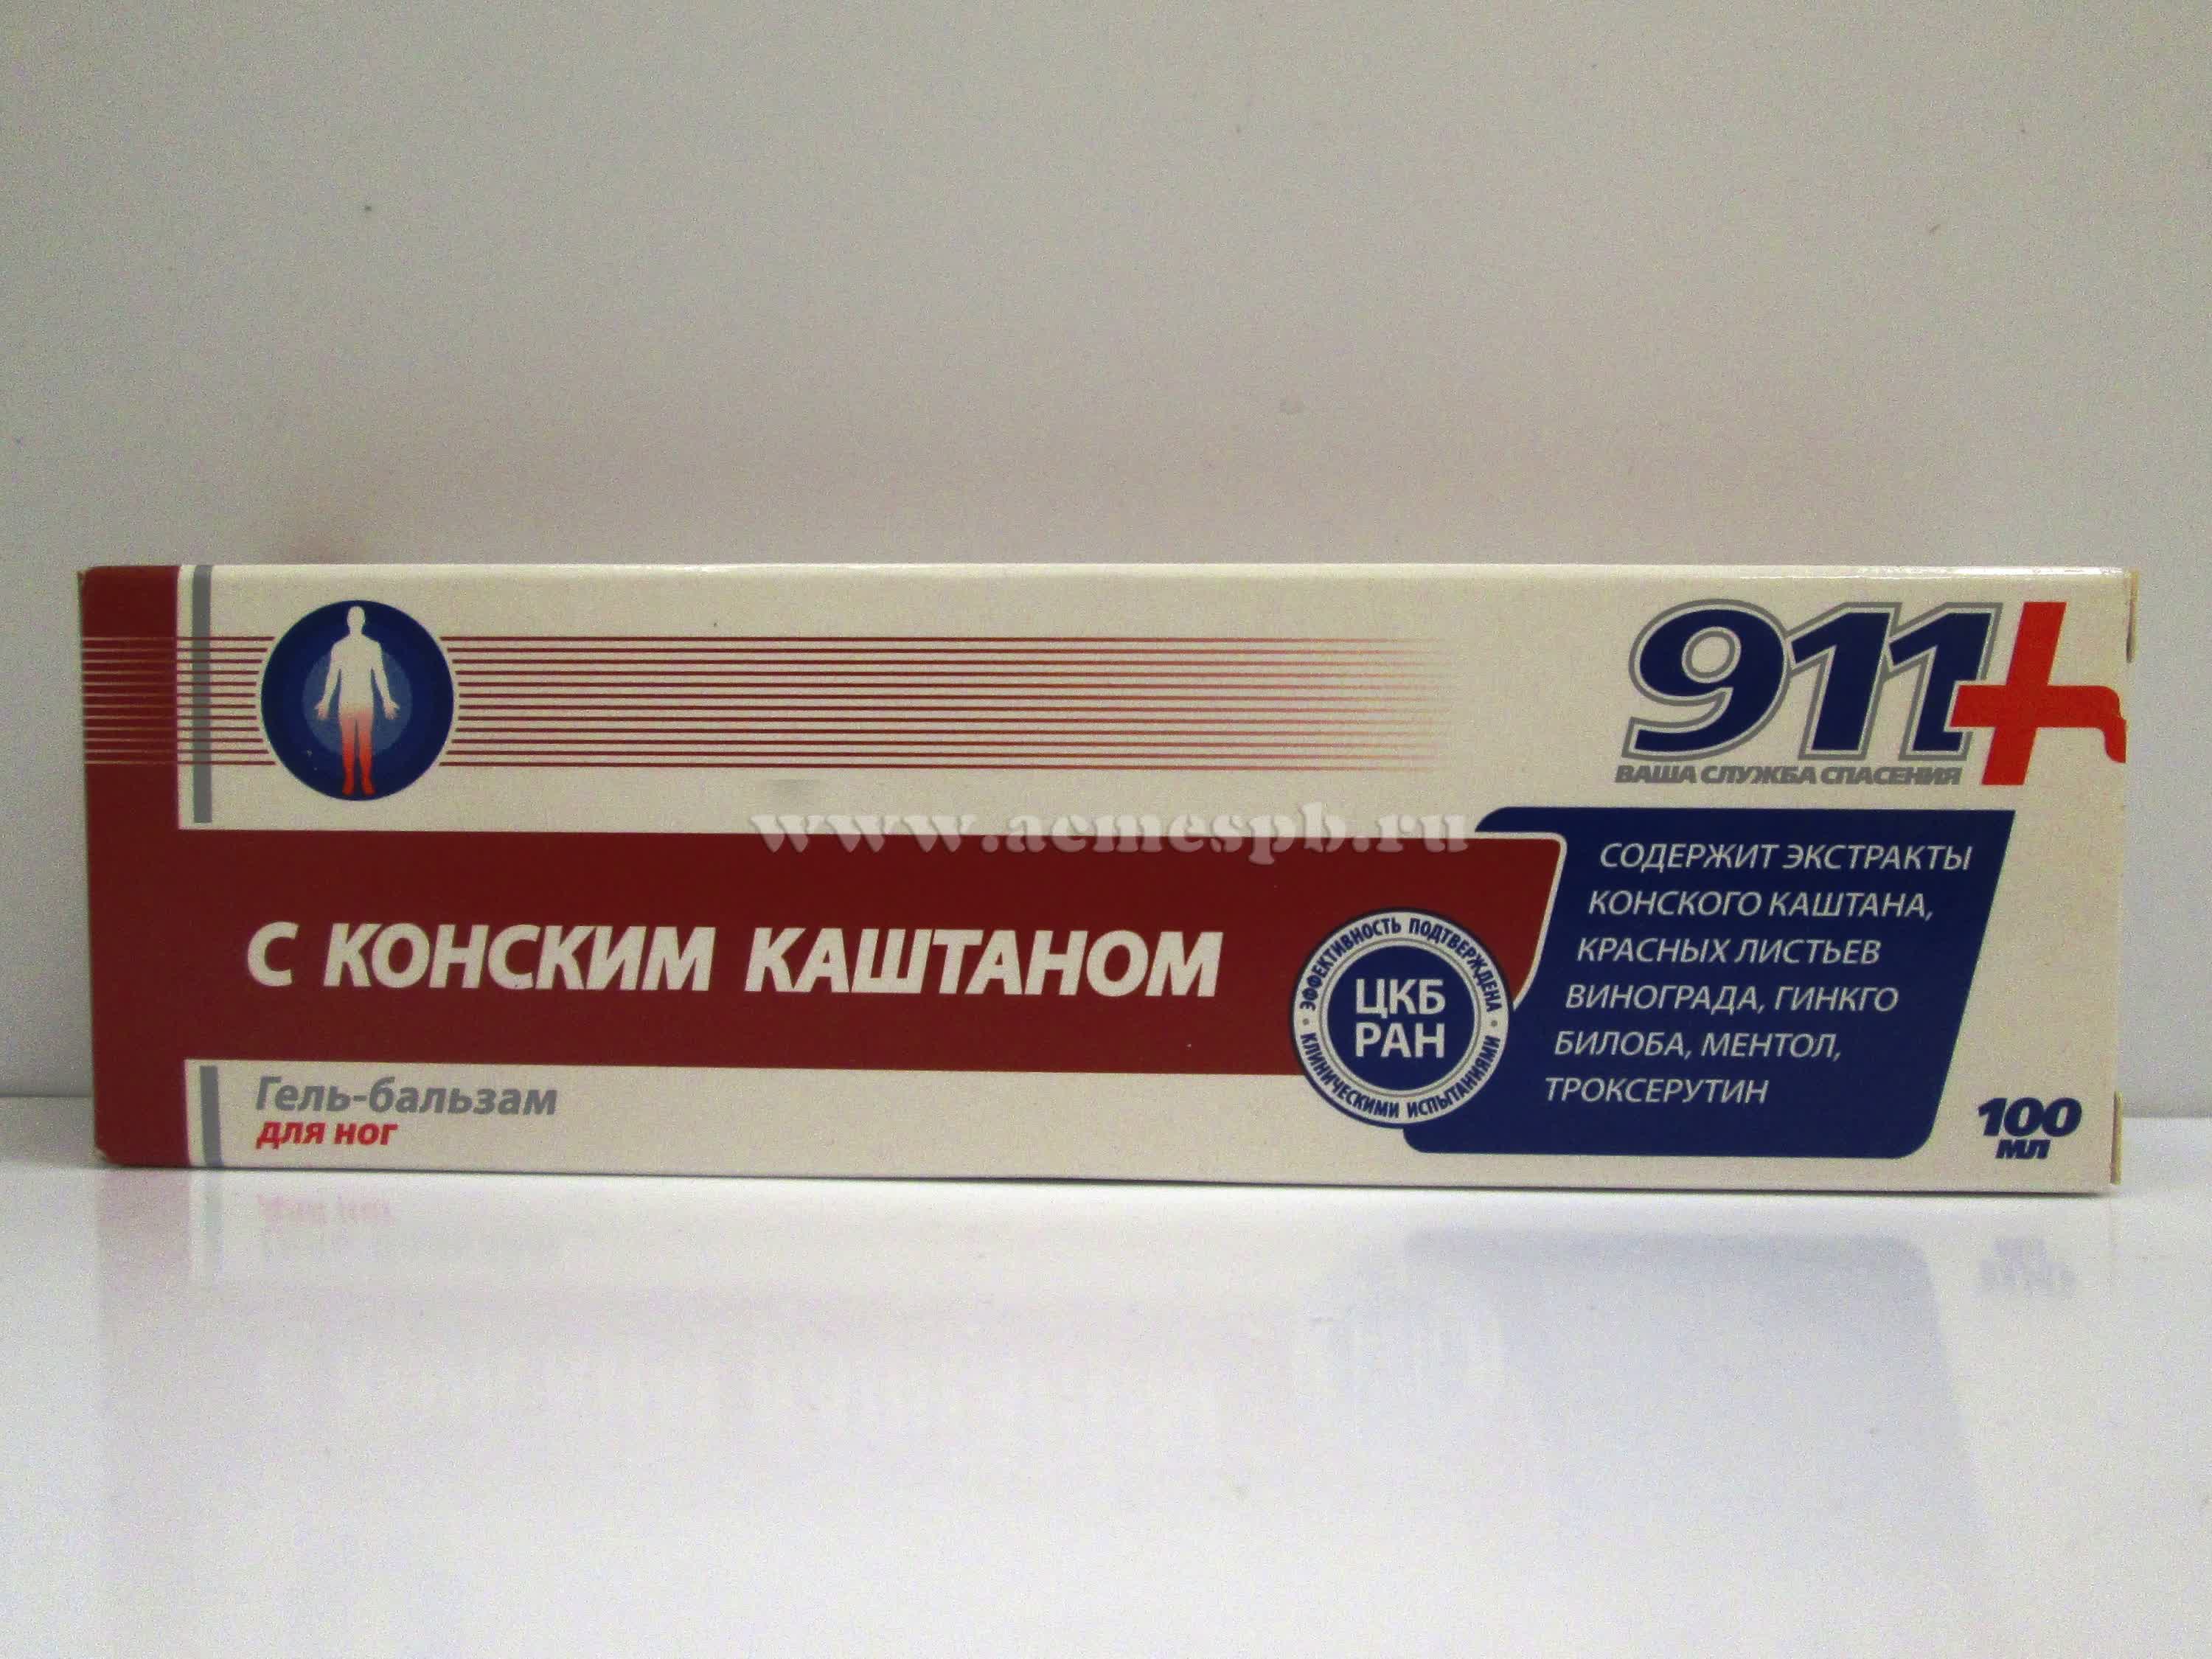 911+
ВАША СЛУЖБА СПАСЕНИЯ
www.acmespb.ru
С КОНСКИМ КАШТАНОМ
Гель-бальзам
для ног
ЭФФЕКТИВНОСТЬ ПОДТВЕРЖДЕНА
КЛИНИЧЕСКИМИ ИСПЫТАНИЯМИ
ЦКБ
РАН
СОДЕРЖИТ ЭКСТРАКТЫ
КОНСКОГО КАШТАНА,
КРАСНЫХ ЛИСТЬЕВ
ВИНОГРАДА, ГИНКГО
БИЛОБА, МЕНТОЛ,
ТРОКСЕРУТИН
100
МЛ